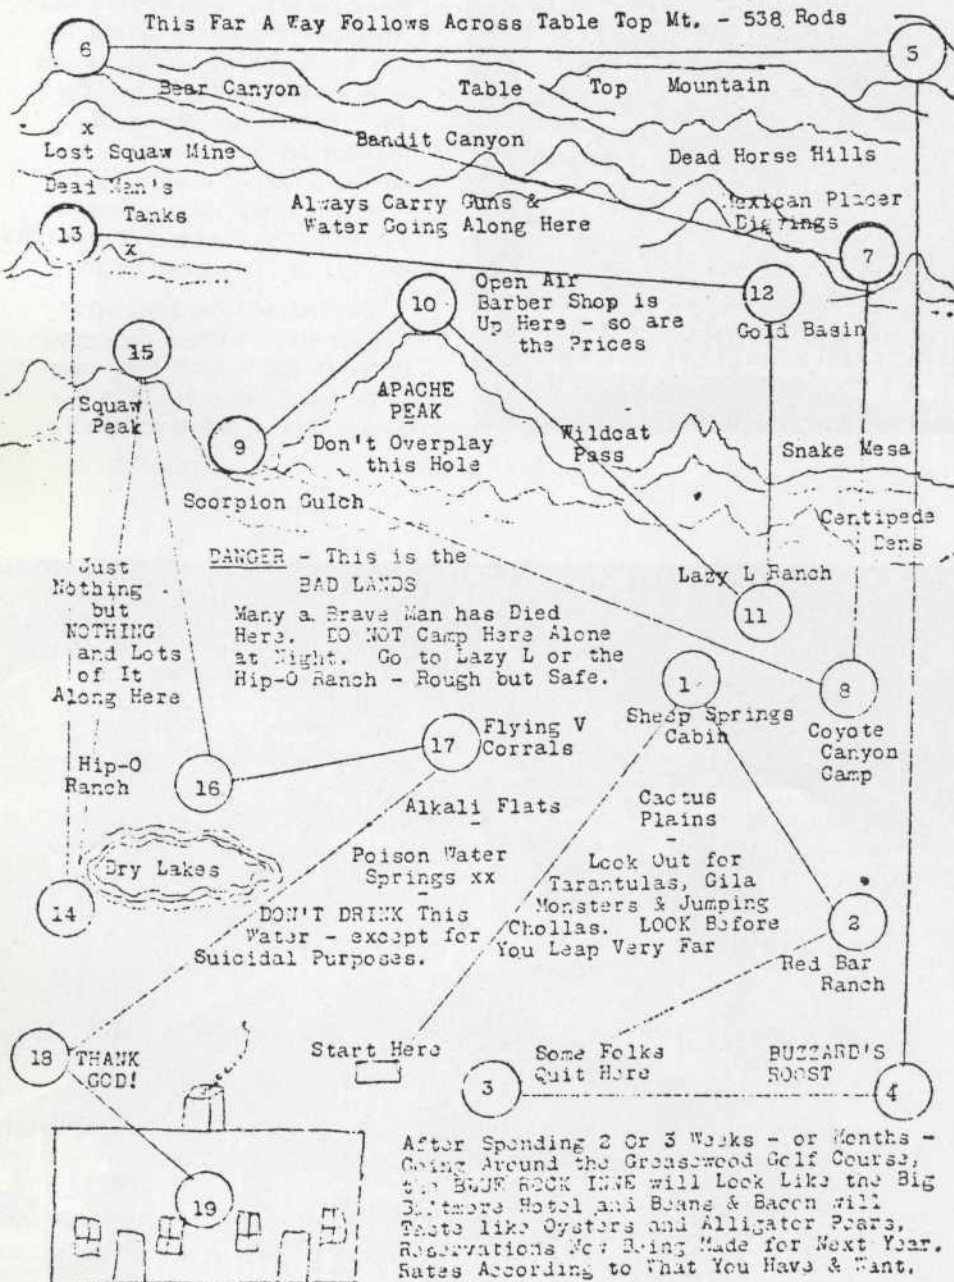 This Far A Way Follows Across Table Top Mt. - 538 Rods
6
5
Bear Canyon
Table Top Mountain
x
Lost Squaw Mine
Bandit Canyon
Dead Horse Hills
Dead Man's
Tanks
Always Carry Guns &
Water Going Along Here
Mexican Placer
Diggings
13
x
7
10
Open Air
Barber Shop is
Up Here - so are
the Prices
12
Gold Basin
15
Squaw
Peak
APACHE
PEAK
9
Don't Overplay
this Hole
Wildcat
Pass
Snake Mesa
Scorpion Gulch
Centipede
Dens
DANGER - This is the
BAD LANDS
Many a Brave Man has Died
Here. DO NOT Camp Here Alone
at Night. Go to Lazy L or the
Hip-O Ranch - Rough but Safe.
Just
Nothing
but
NOTHING
and Lots
of It
Along Here
Lazy L Ranch
11
1
Sheep Springs
Cabin
8
Coyote
Canyon
Camp
17
Flying V
Corrals
Hip-O
Ranch
16
Alkali Flats
Cactus
Plains
-
Look Out for
Tarantulas, Gila
Monsters & Jumping
Chollas. LOOK Before
You Leap Very Far
Dry Lakes
Poison Water
Springs xx
-
DON'T DRINK This
Water - except for
Suicidal Purposes.
14
2
Red Bar
Ranch
18
THANK
GOD!
Start Here
Some Folks
Quit Here
BUZZARD'S
ROOST
3
4
19
After Spending 2 Or 3 Weeks - or Months -
Going Around the Greasewood Golf Course,
the BLUE ROCK INNE will Look Like the Big
Biltmore Hotel and Beans & Bacon will
Taste like Oysters and Alligator Pears.
Reservations Now Being Made for Next Year.
Rates According to What You Have & Want.